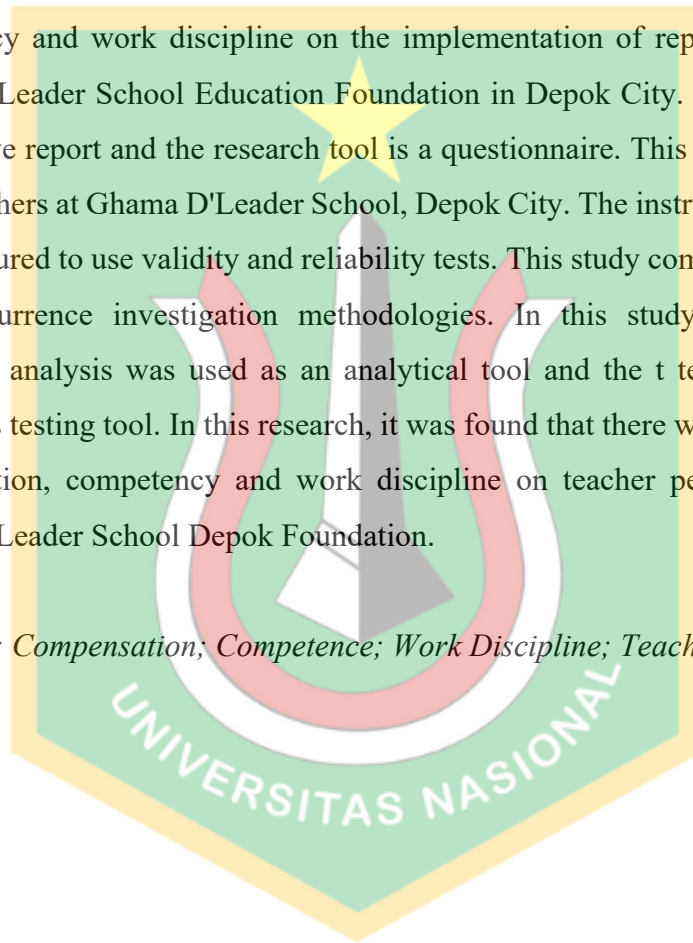 and work discipline on the implementation of rep
Leader School Education Foundation in Depok City.
report and the research tool is a questionnaire. This
at Ghama D'Leader School, Depok City. The instr
to use validity and reliability tests. This study com
investigation methodologies. In this study
analysis was used as an analytical tool and the t te
testing tool. In this research, it was found that there w
competency and work discipline on teacher pe
Leader School Depok Foundation.
Compensation; Competence; Work Discipline; Teach
UNIVERSITAS NASIONAL